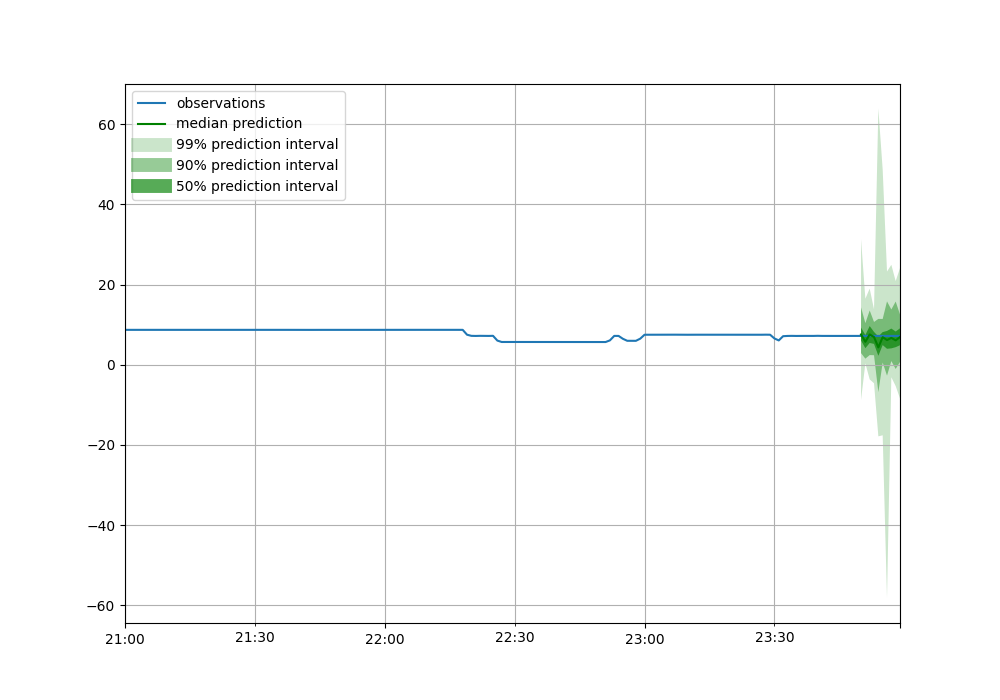 observations
median prediction
99% prediction interval
90% prediction interval
50% prediction interval
60
40
20
0
−20
−40
−60
21:00 21:30 22:00 22:30 23:00 23:30